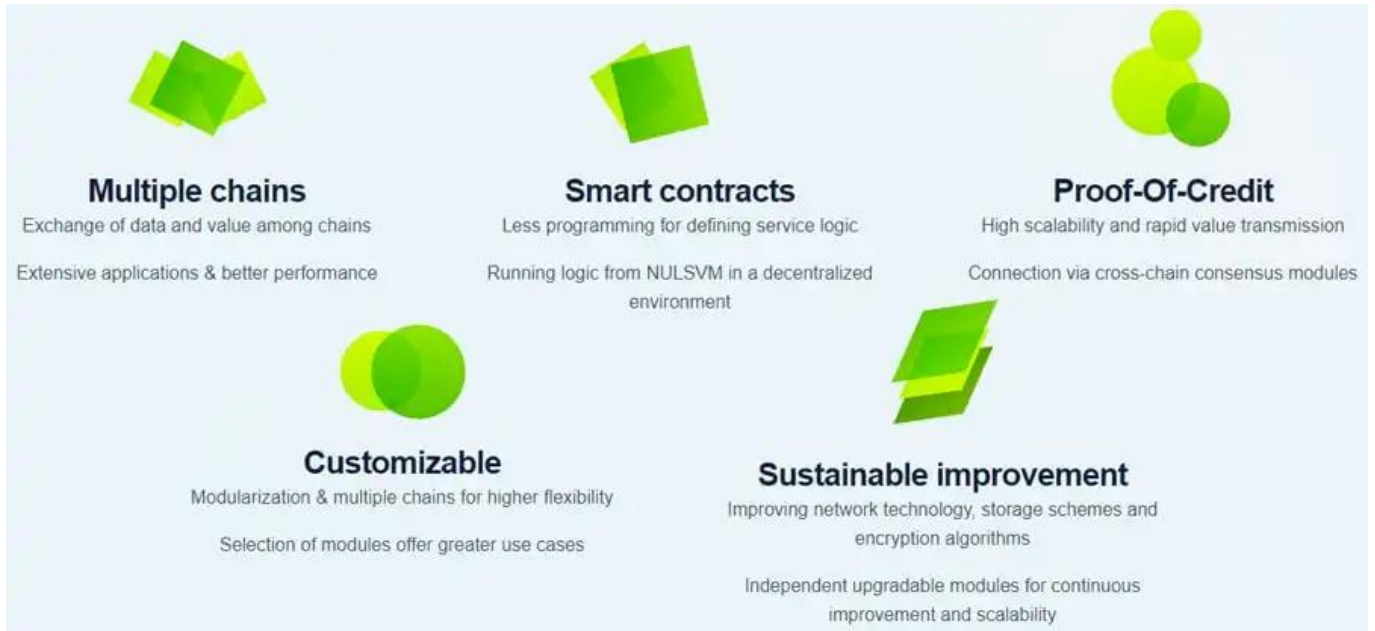 Multiple chains
Exchange of data and value among chains
Extensive applications & better performance
Smart contracts
Less programming for defining service logic
Running logic from NULSVM in a decentralized
environment
Proof-Of-Credit
High scalability and rapid value transmission
Connection via cross-chain consensus modules
Customizable
Modularization & multiple chains for higher flexibility
Selection of modules offer greater use cases
Sustainable improvement
Improving network technology, storage schemes and
encryption algorithms
Independent upgradable modules for continuous
improvement and scalability